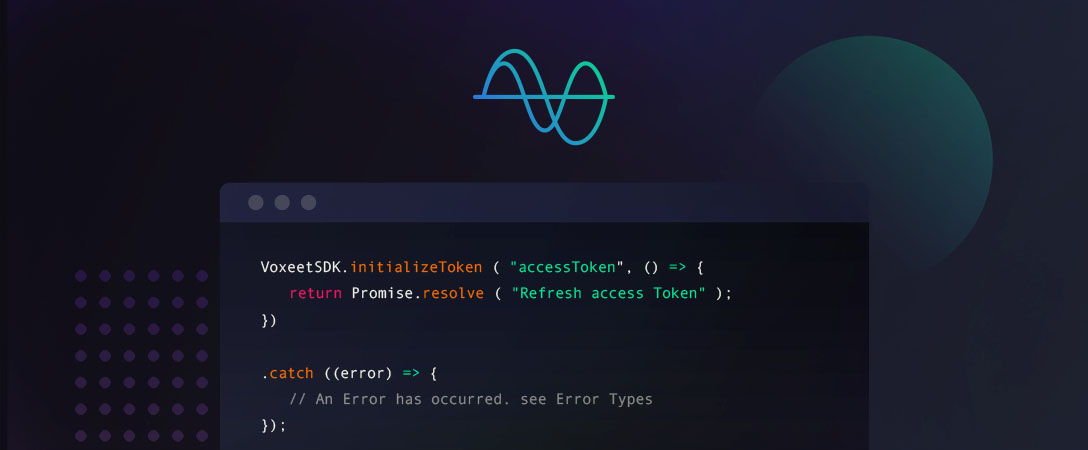 VoxeetSDK.initializeToken ( "accessToken", () => {
return Promise.resolve ( "Refresh access Token" );
})
.catch ((error) => {
// An Error has occurred. see Error Types
});